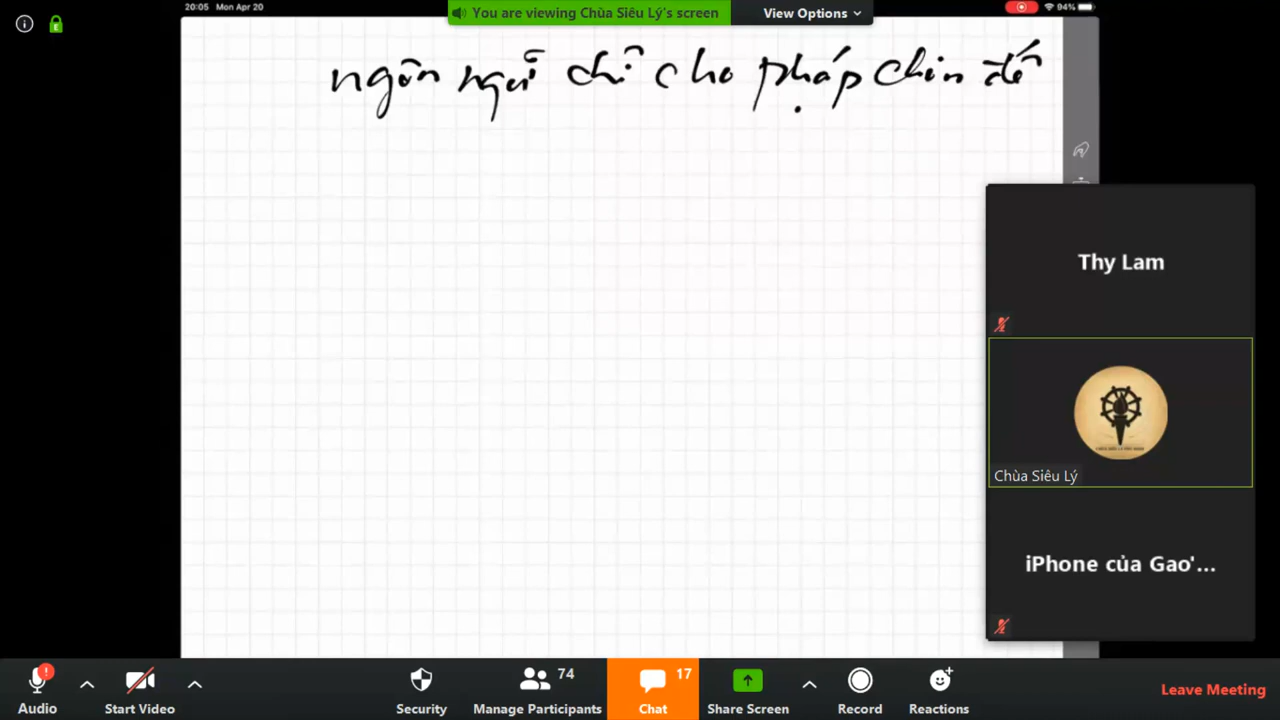 20:05 Mon Apr 20
You are viewing Chùa Siêu Lý's screen
View Options
94%
ngôn ngữ chỉ cho pháp chơn đế
Thy Lam
Chùa Siêu Lý
iPhone của Gao'...
Audio
Start Video
Security
Manage Participants
74
Chat
17
Share Screen
Record
Reactions
Leave Meeting